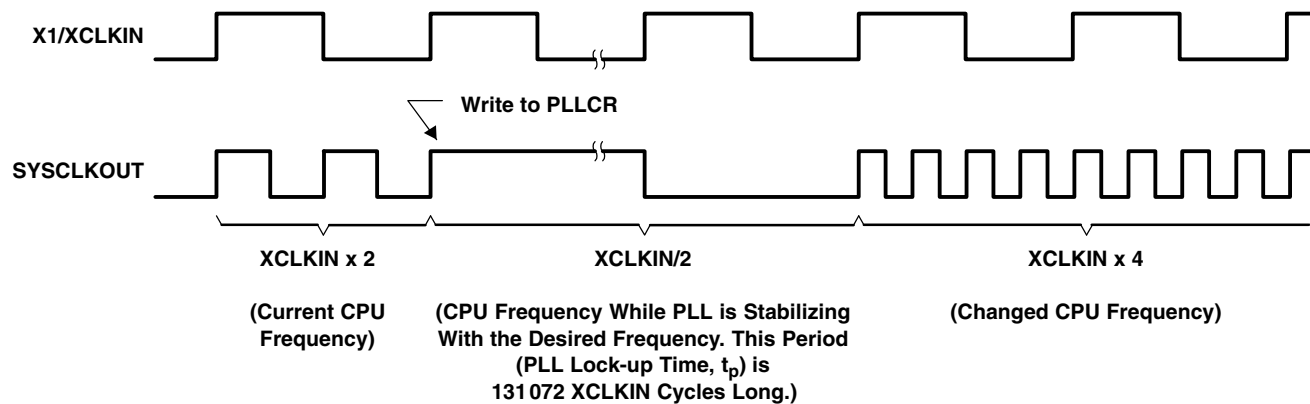 X1/XCLKIN
Write to PLLCR
SYSCLKOUT
XCLKIN x 2
XCLKIN/2
XCLKIN x 4
(Current CPU
Frequency)
(CPU Frequency While PLL is Stabilizing
With the Desired Frequency. This Period
(PLL Lock-up Time, tp) is
131072 XCLKIN Cycles Long.)
(Changed CPU Frequency)